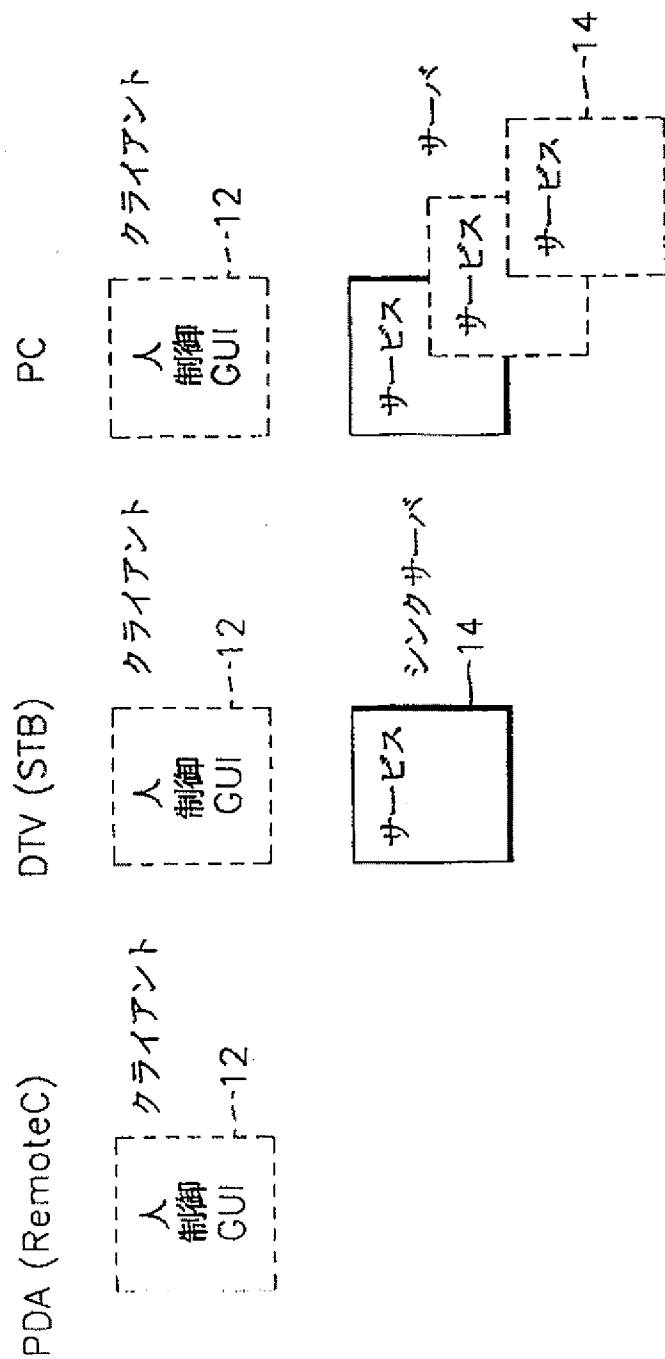 PDA (RemoteC)
クライアント
人
制御
GUI
12
DTV (STB)
クライアント
人
制御
GUI
12
シンクサーバ
サービス
14
PC
クライアント
人
制御
GUI
12
サーバ
サービス
サービス
サービス
14